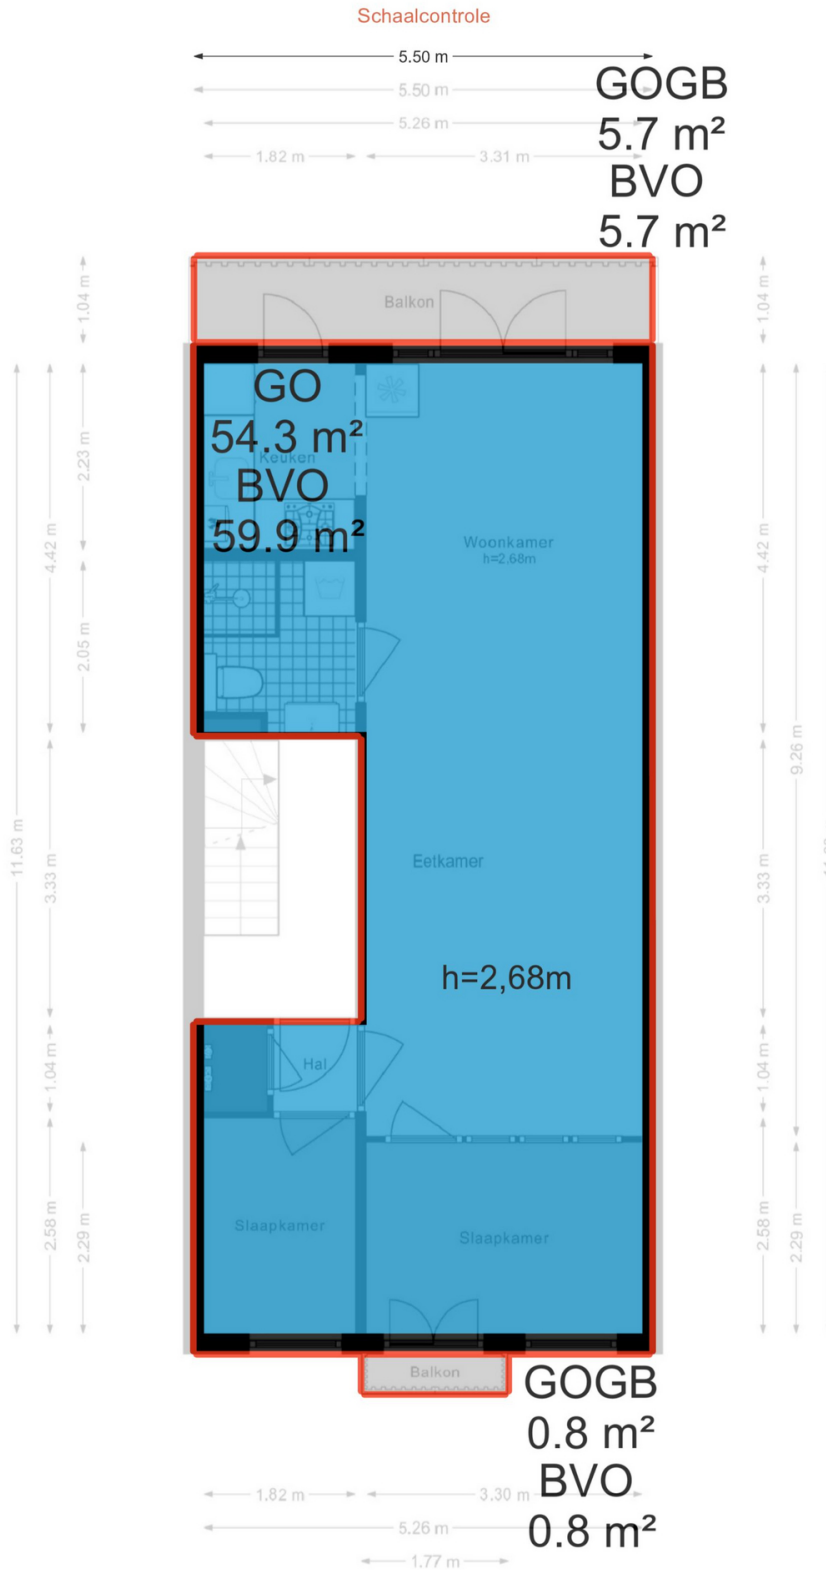 Schaalcontrole
5.50 m
5.50 m
5.26 m
1.82 m
3.31 m
GOGB
5.7 m²
BVO
5.7 m²
1.04 m
Balkon
1.04 m
GO
54.3 m²
Keuken
BVO
59.9 m²
Woonkamer
h=2.68m
2.23 m
4.42 m
4.42 m
2.05 m
9.26 m
11.63 m
3.33 m
Eetkamer
3.33 m
h=2,68m
Hal
1.04 m
1.04 m
Slaapkamer
Slaapkamer
2.58 m
2.29 m
2.58 m
2.29 m
Balkon
GOGB
0.8 m²
BVO
0.8 m²
1.82 m
3.30 m
5.26 m
1.77 m